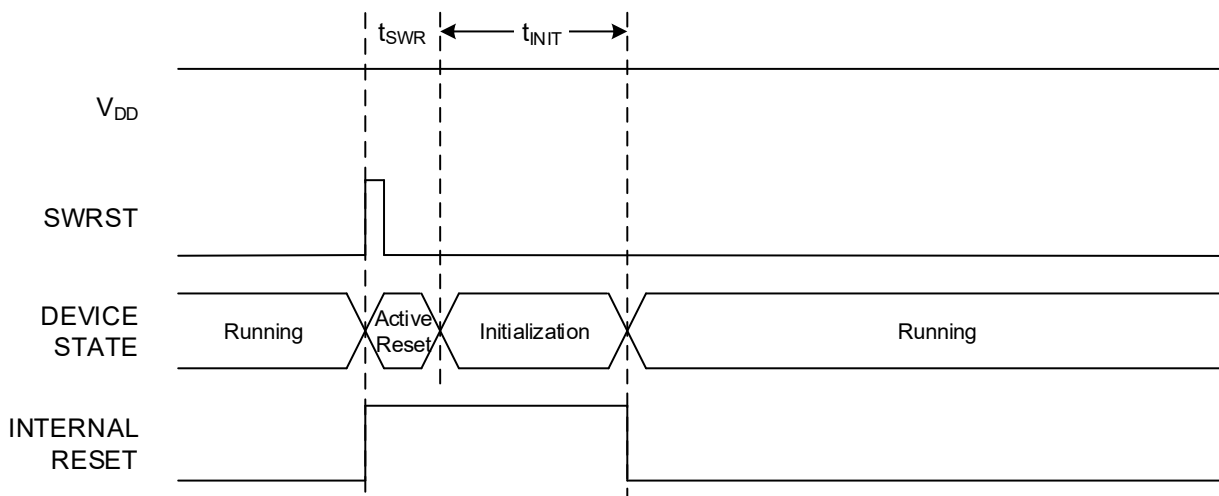 tSWR
tINIT
VDD
SWRST
DEVICE
STATE
Running
Active
Reset
Initialization
Running
INTERNAL
RESET